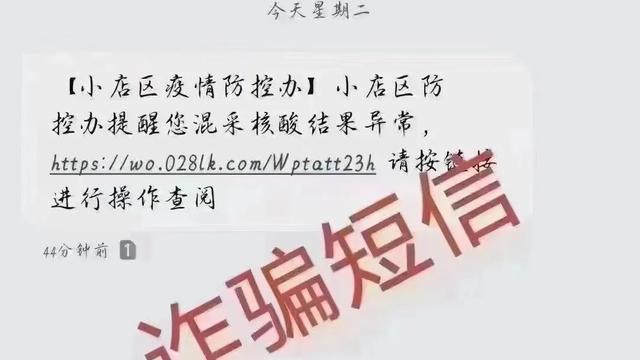 今天星期二
【小店区疫情防控办】小店区防
控办提醒您混采核酸结果异常，
https://wo.028lk.com/Wptatt23h 请按链接
进行操作查阅
44分钟前 1
诈骗短信